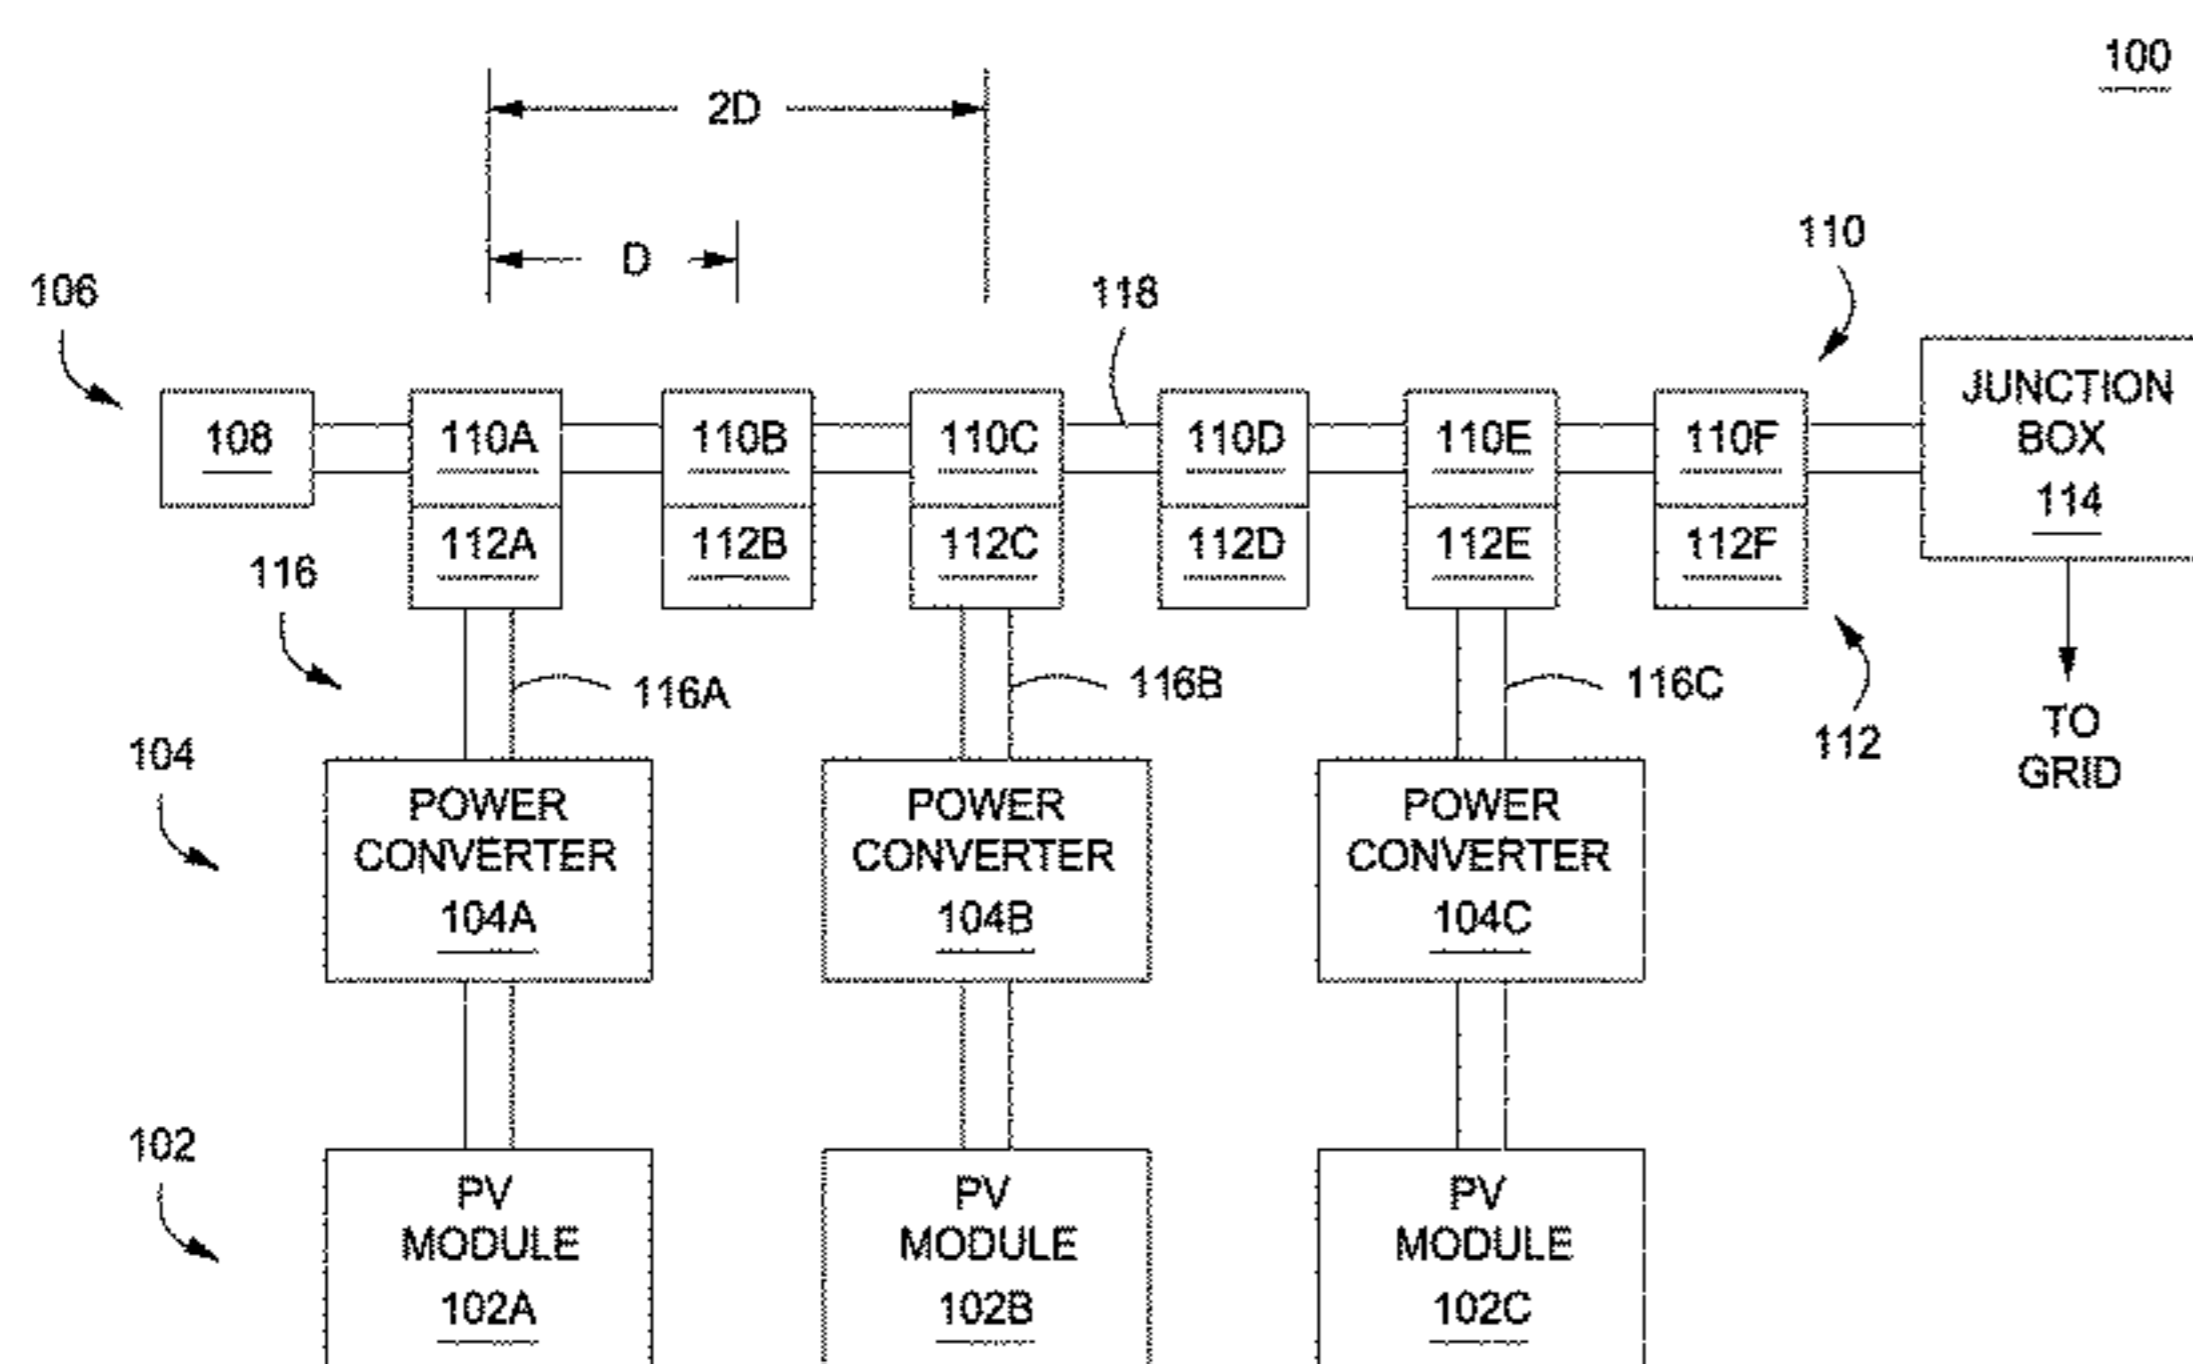 100
2D
D
110
106
118
108
110A
110B
110C
110D
110E
110F
JUNCTION
BOX
114
112A
112B
112C
112D
112E
112F
116
116A
116B
116C
112
TO
GRID
104
POWER
CONVERTER
104A
POWER
CONVERTER
104B
POWER
CONVERTER
104C
102
PV
MODULE
102A
PV
MODULE
102B
PV
MODULE
102C